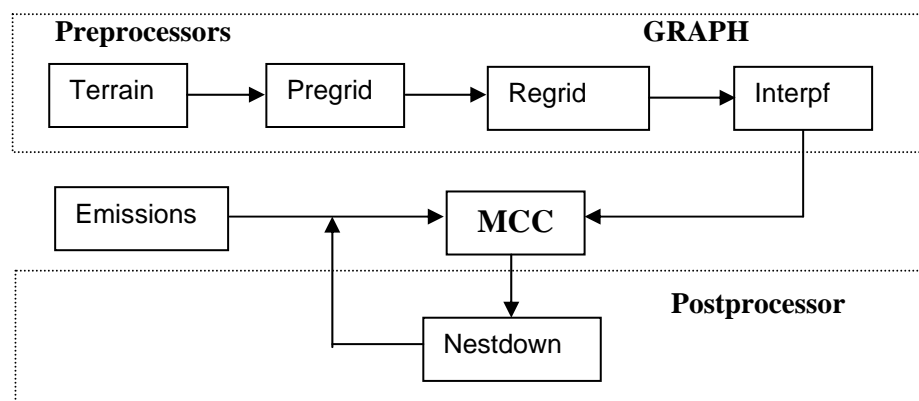 Preprocessors
GRAPH
Terrain
Pregrid
Regrid
Interpf
Emissions
MCC
Postprocessor
Nestdown